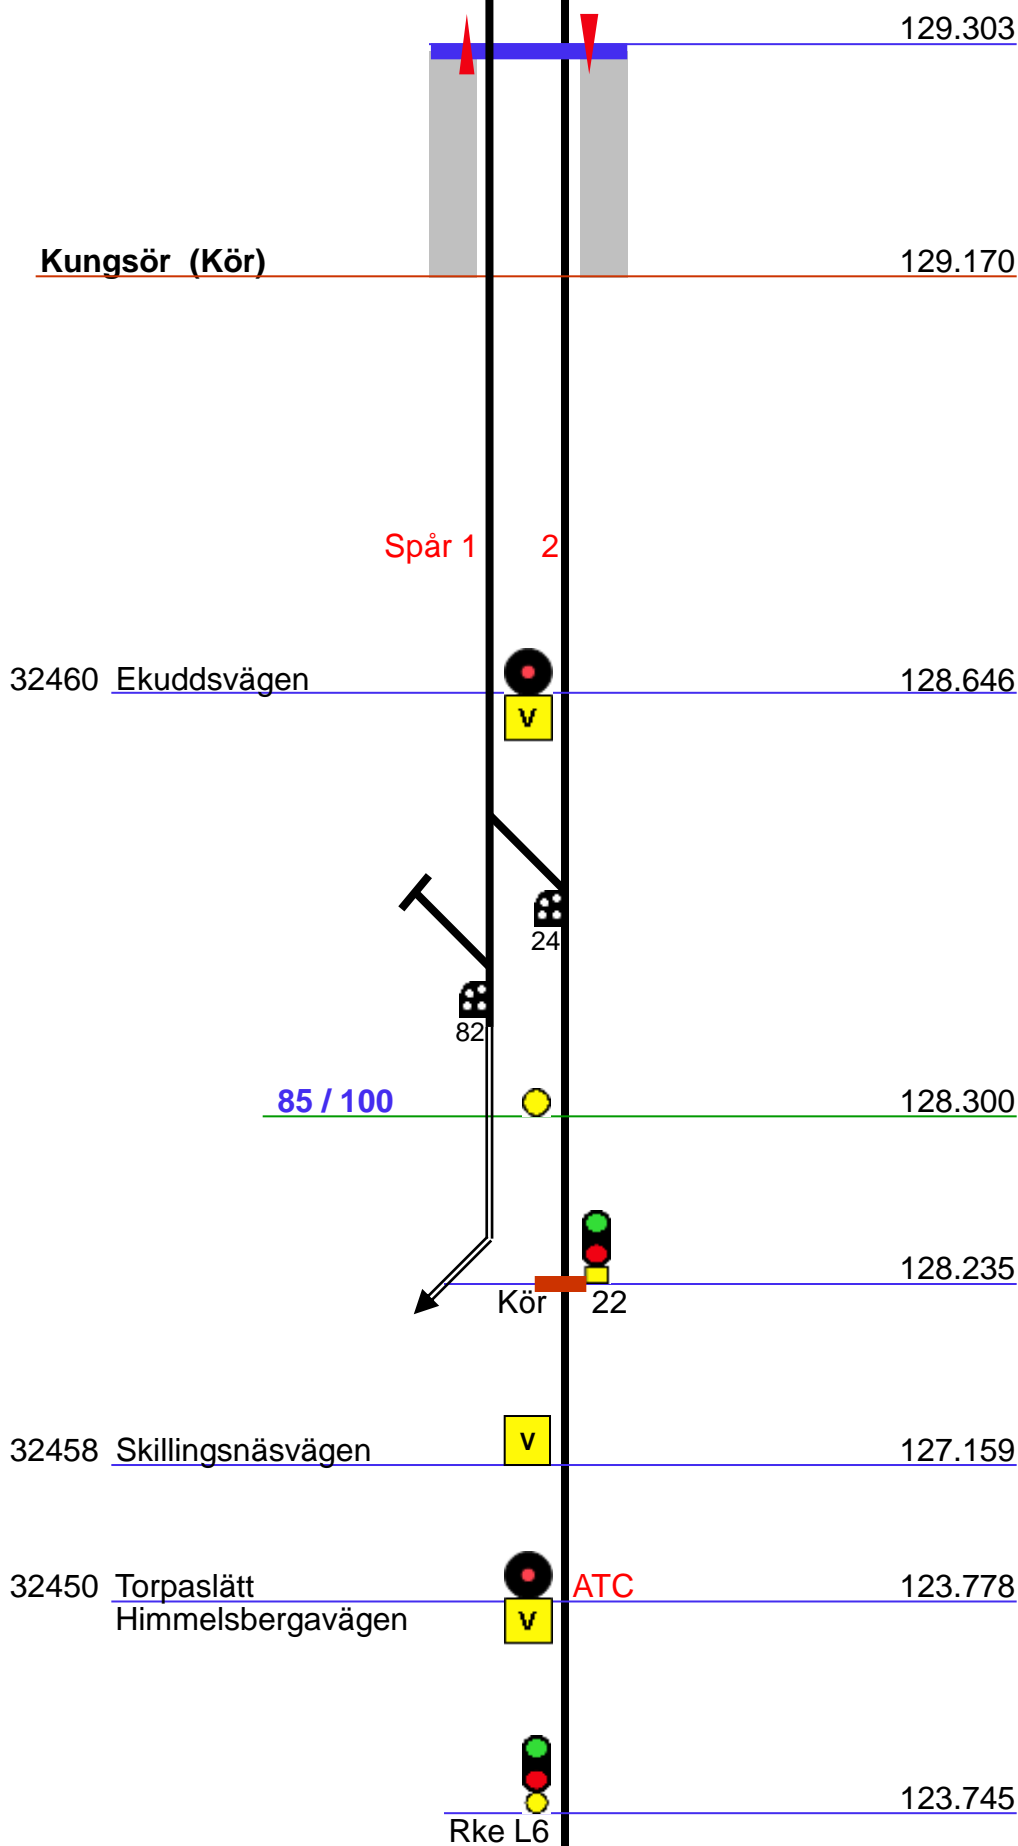 129.303
Kungsör (Kör) 129.170
Spår 1 2
32460 Ekuddsvägen 128.646
V
24
82
85 / 100 128.300
128.235
Kör 22
V
32458 Skillingsnäsvägen 127.159
32450 Torpaslätt ATC 123.778
Himmelsbergavägen V
123.745
Rke L6